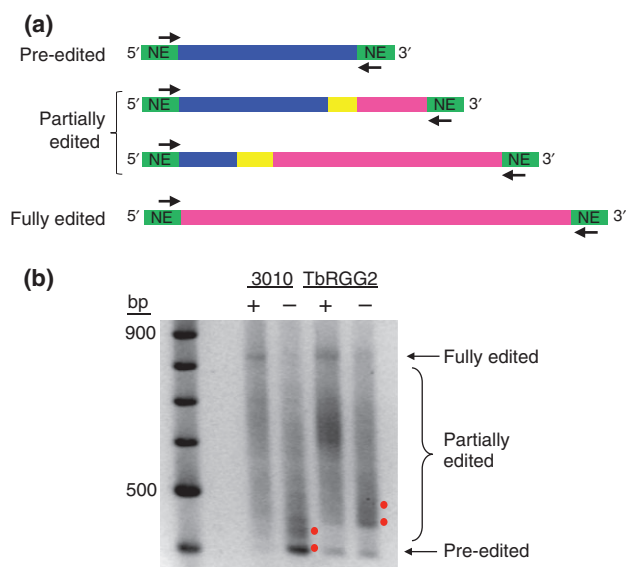 (a)
5′ NE NE 3′
Pre-edited
5′ NE NE 3′
Partially
edited
5′ NE NE 3′
Fully edited 5′ NE NE 3′
(b)
3010 TbRGG2
bp + − + −
900
Fully edited
Partially
edited
500
Pre-edited